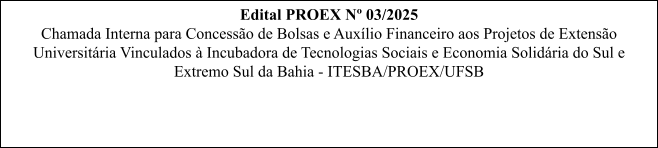 Edital PROEX Nº 03/2025
Chamada Interna para Concessão de Bolsas e Auxílio Financeiro aos Projetos de Extensão
Universitária Vinculados à Incubadora de Tecnologias Sociais e Economia Solidária do Sul e
Extremo Sul da Bahia - ITESBA/PROEX/UFSB